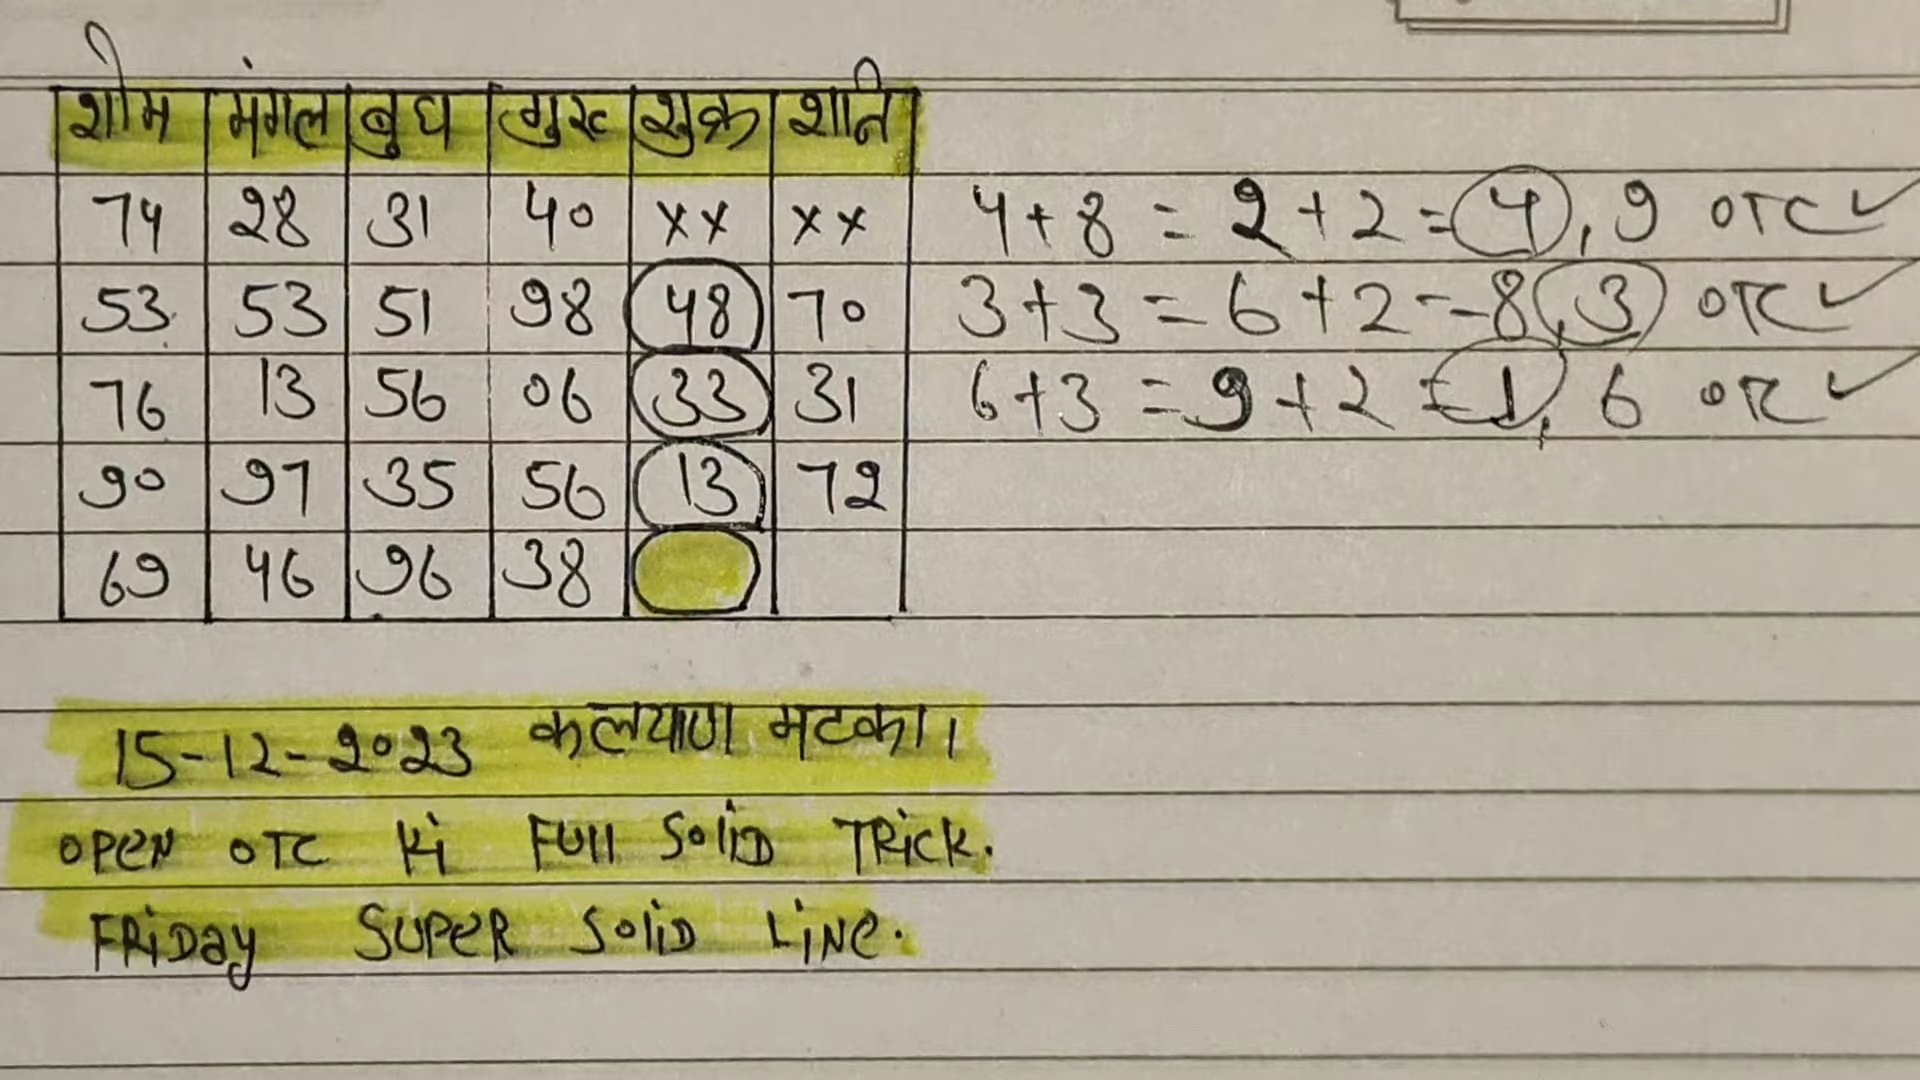 शोम मंगल बुध गुरु शुक्र शनि
74 28 31 40 xx xx 4+8=2+2=4,9 OTC✓
53 53 51 98 48 70 3+3=6+2=8,3 OTC✓
76 13 56 06 33 31 6+3=9+2=1,6 OTC✓
90 97 35 56 13 72
69 46 96 38
15-12-2023 कल्याण मटका।
OPEN OTC Ki FUll SoliD TRicK.
FRiDay SUPER SoliD LiNe.